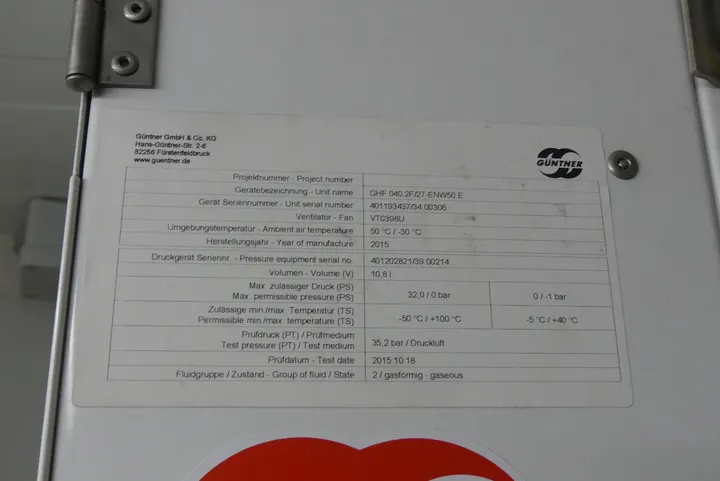 Güntner GmbH & Co. KG
Hans-Güntner-Str. 2-6
82256 Fürstenfeldbruck
www.guentner.de
GÜNTNER
Projektnummer - Project number
Gerätebezeichnung - Unit name GHF 040.2F/27-ENW50.E
Gerät Seriennummer - Unit serial number 401193437/34.00306
Ventilator - Fan VT0398U
Umgebungstemperatur - Ambient air temperature 50 °C / -30 °C
Herstellungsjahr - Year of manufacture 2015
Druckgerät Seriennr. - Pressure equipment serial no. 401202821/39.00214
Volumen - Volume (V) 10,8 l
Max. zulässiger Druck (PS)
Max. permissible pressure (PS) 32,0 / 0 bar 0 / -1 bar
Zulässige min./max. Temperatur (TS)
Permissible min./max. temperature (TS) -50 °C / +100 °C -5 °C / +40 °C
Prüfdruck (PT) / Prüfmedium
Test pressure (PT) / Test medium 35,2 bar / Druckluft
Prüfdatum - Test date 2015.10.18
Fluidgruppe / Zustand - Group of fluid / State 2 / gasförmig - gaseous